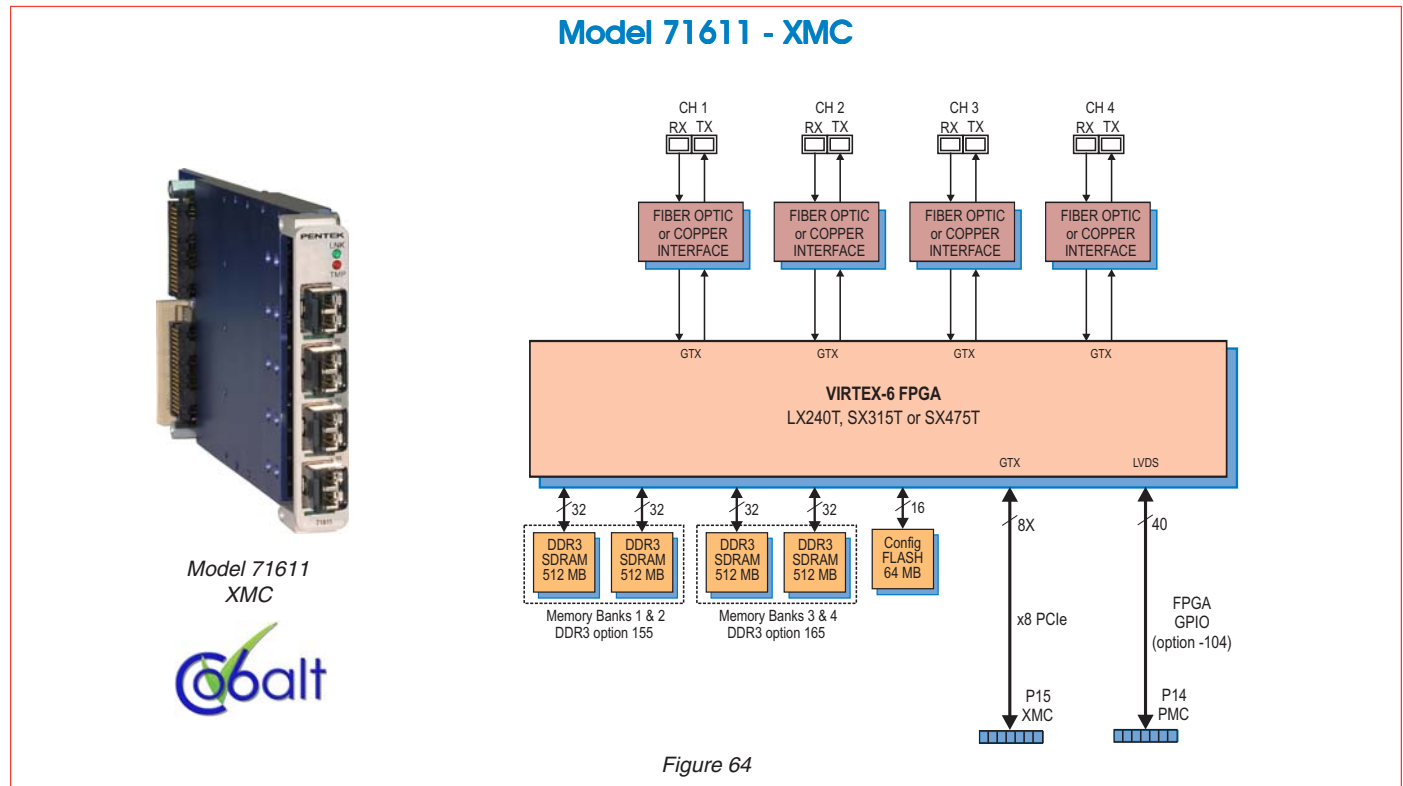 Model 71611 - XMC
PENTEK
LNK
TMP
71611
Model 71611
XMC
Cobalt
CH 1
RX TX
CH 2
RX TX
CH 3
RX TX
CH 4
RX TX
FIBER OPTIC
or COPPER
INTERFACE
FIBER OPTIC
or COPPER
INTERFACE
FIBER OPTIC
or COPPER
INTERFACE
FIBER OPTIC
or COPPER
INTERFACE
GTX
GTX
GTX
GTX
VIRTEX-6 FPGA
LX240T, SX315T or SX475T
GTX
LVDS
32
32
32
32
16
8X
40
DDR3
SDRAM
512 MB
DDR3
SDRAM
512 MB
DDR3
SDRAM
512 MB
DDR3
SDRAM
512 MB
Config
FLASH
64 MB
Memory Banks 1 & 2
DDR3 option 155
Memory Banks 3 & 4
DDR3 option 165
x8 PCIe
FPGA
GPIO
(option -104)
P15
XMC
P14
PMC
Figure 64